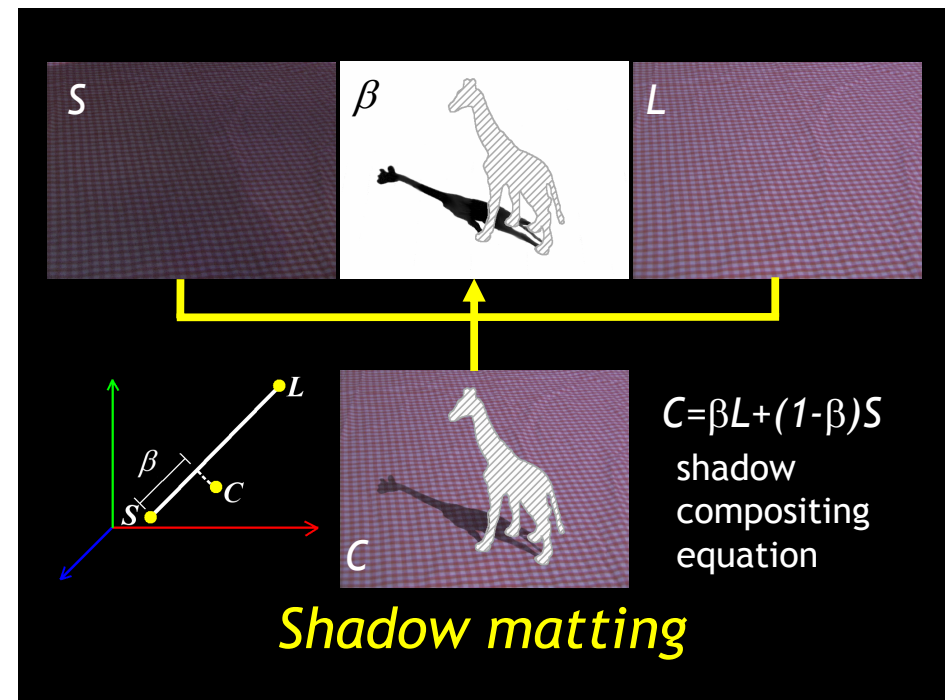 S
β
L
L
β
C
S
C
C=βL+(1-β)S
shadow
compositing
equation
Shadow matting